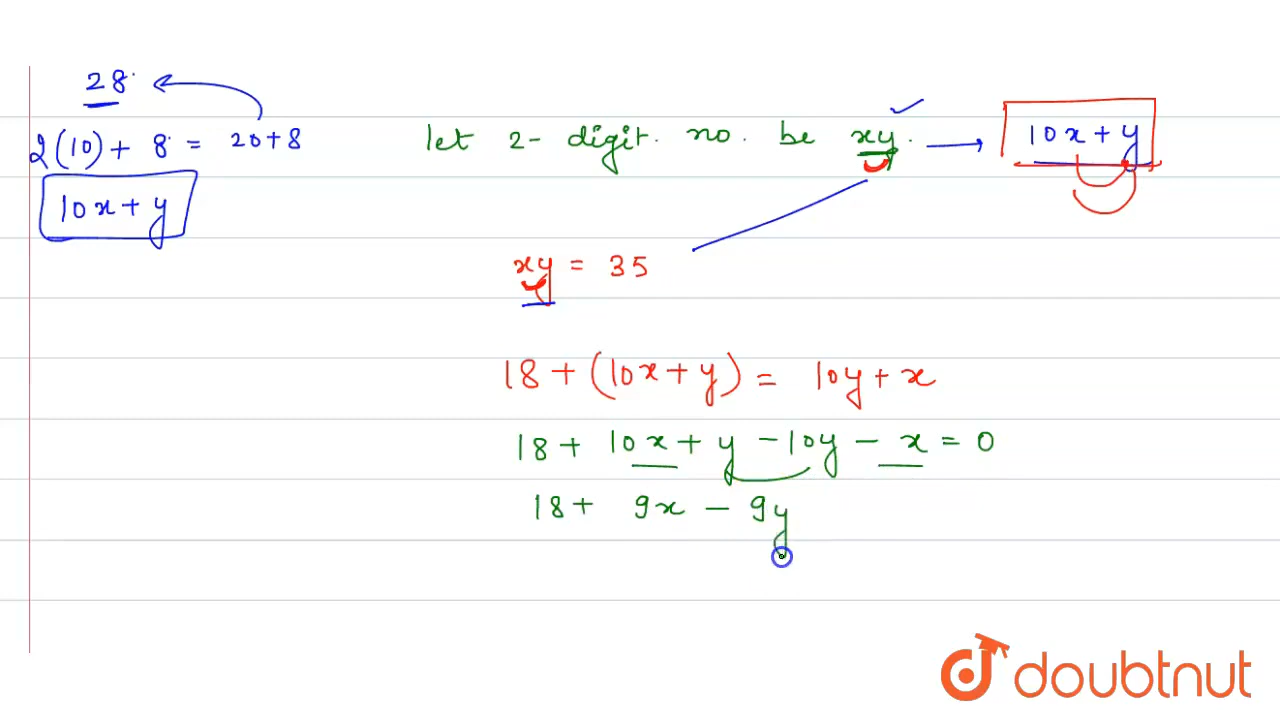 28
2(10) + 8 = 20+8
10x + y
let 2- digit. no. be xy. → 10x + y
xy = 35
18 + (10x + y) = 10y + x
18 + 10x + y - 10y - x = 0
18 + 9x - 9y
doubtnut